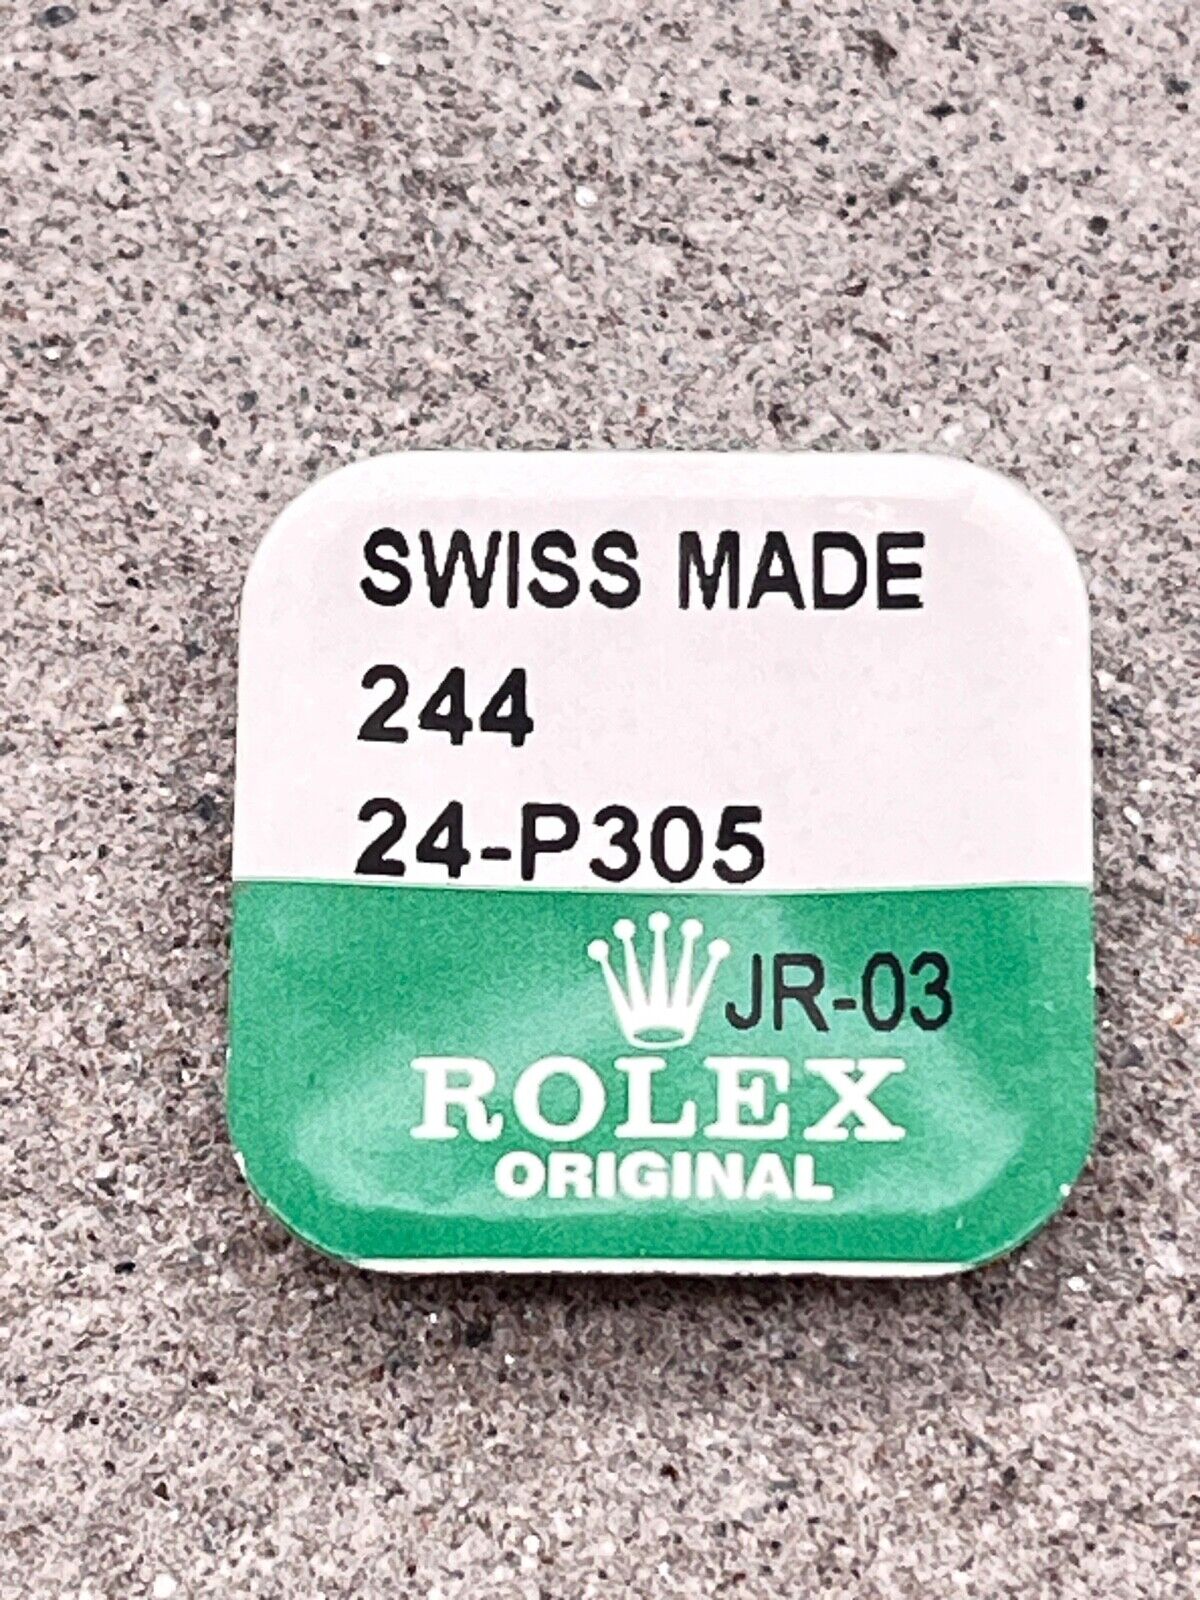 SWISS MADE
244
24-P305
JR-03
ROLEX
ORIGINAL